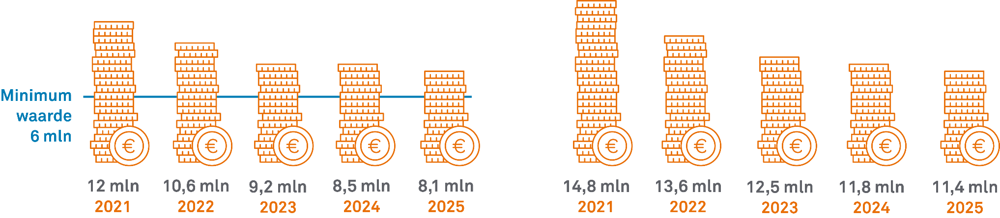 Minimum
waarde
6 mln
€ € € € €
12 mln 10,6 mln 9,2 mln 8,5 mln 8,1 mln
2021 2022 2023 2024 2025
€ € € € €
14,8 mln 13,6 mln 12,5 mln 11,8 mln 11,4 mln
2021 2022 2023 2024 2025